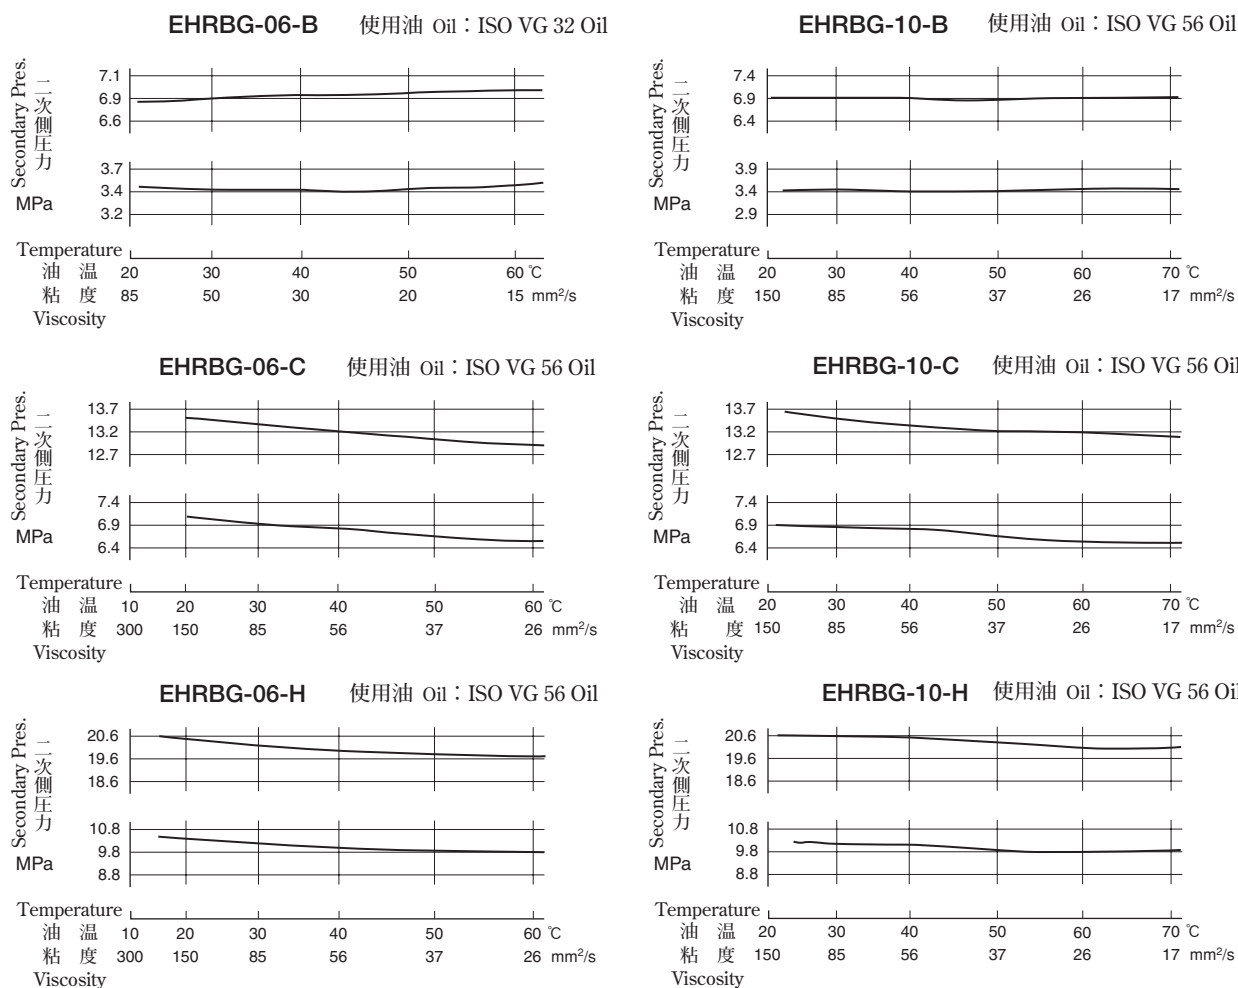 EHRBG-06-B 使用油 Oil：ISO VG 32 Oil
Secondary Pres.
二次側圧力
MPa
7.1
6.9
6.6
3.7
3.4
3.2
Temperature
油 温 20 30 40 50 60 ℃
粘 度 85 50 30 20 15 mm²/s
Viscosity
EHRBG-10-B 使用油 Oil：ISO VG 56 Oil
Secondary Pres.
二次側圧力
MPa
7.4
6.9
6.4
3.9
3.4
2.9
Temperature
油 温 20 30 40 50 60 70 ℃
粘 度 150 85 56 37 26 17 mm²/s
Viscosity
EHRBG-06-C 使用油 Oil：ISO VG 56 Oil
Secondary Pres.
二次側圧力
MPa
13.7
13.2
12.7
7.4
6.9
6.4
Temperature
油 温 10 20 30 40 50 60 ℃
粘 度 300 150 85 56 37 26 mm²/s
Viscosity
EHRBG-10-C 使用油 Oil：ISO VG 56 Oil
Secondary Pres.
二次側圧力
MPa
13.7
13.2
12.7
7.4
6.9
6.4
Temperature
油 温 20 30 40 50 60 70 ℃
粘 度 150 85 56 37 26 17 mm²/s
Viscosity
EHRBG-06-H 使用油 Oil：ISO VG 56 Oil
Secondary Pres.
二次側圧力
MPa
20.6
19.6
18.6
10.8
9.8
8.8
Temperature
油 温 10 20 30 40 50 60 ℃
粘 度 300 150 85 56 37 26 mm²/s
Viscosity
EHRBG-10-H 使用油 Oil：ISO VG 56 Oil
Secondary Pres.
二次側圧力
MPa
20.6
19.6
18.6
10.8
9.8
8.8
Temperature
油 温 20 30 40 50 60 70 ℃
粘 度 150 85 56 37 26 17 mm²/s
Viscosity